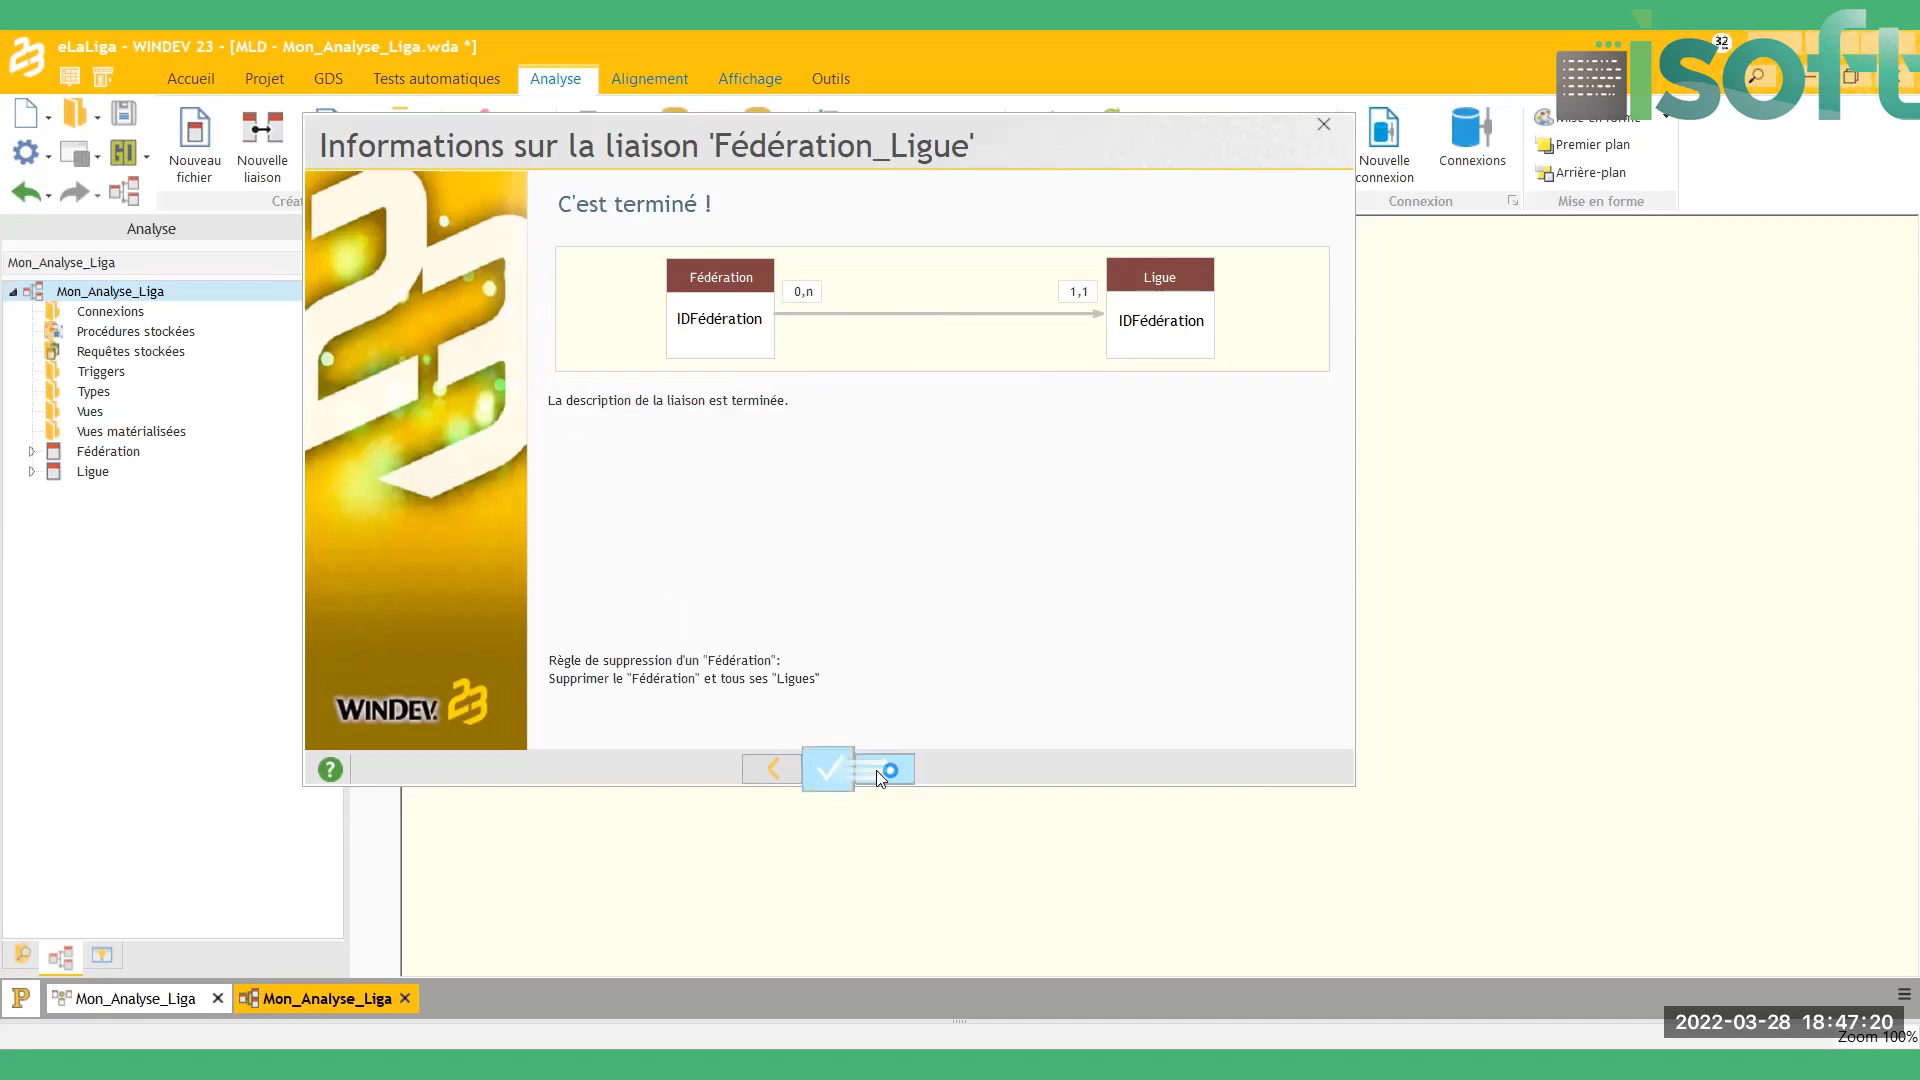 isoft
eLaLiga - WINDEV 23 - [MLD - Mon_Analyse_Liga.wda *]
32
Accueil
Projet
GDS
Tests automatiques
Analyse
Alignement
Affichage
Outils
Nouveau
fichier
Nouvelle
liaison
Informations sur la liaison 'Fédération_Ligue'
Nouvelle
connexion
Connexions
Mise en forme
Premier plan
Arrière-plan
Connexion
Mise en forme
Analyse
Mon_Analyse_Liga
Mon_Analyse_Liga
Connexions
Procédures stockées
Requêtes stockées
Triggers
Types
Vues
Vues matérialisées
Fédération
Ligue
C'est terminé !
Fédération
0,n
1,1
Ligue
IDFédération
IDFédération
La description de la liaison est terminée.
Règle de suppression d'un "Fédération":
Supprimer le "Fédération" et tous ses "Ligues"
WINDEV. 23
Mon_Analyse_Liga
Mon_Analyse_Liga
2022-03-28 18:47:20
Zoom 100%